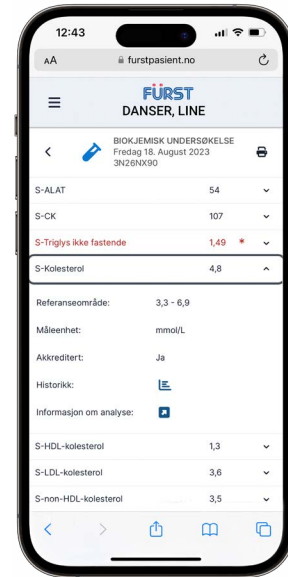 12:43
AA furstpasient.no
FÜRST
DANSER, LINE
BIOKJEMISK UNDERSØKELSE
Fredag 18. August 2023
3N26NX90
S-ALAT 54
S-CK 107
S-Triglys ikke fastende 1,49 *
S-Kolesterol 4,8
Referanseområde: 3,3 - 6,9
Måleenhet: mmol/L
Akkreditert: Ja
Historikk:
Informasjon om analyse:
S-HDL-kolesterol 1,3
S-LDL-kolesterol 3,6
S-non-HDL-kolesterol 3,5